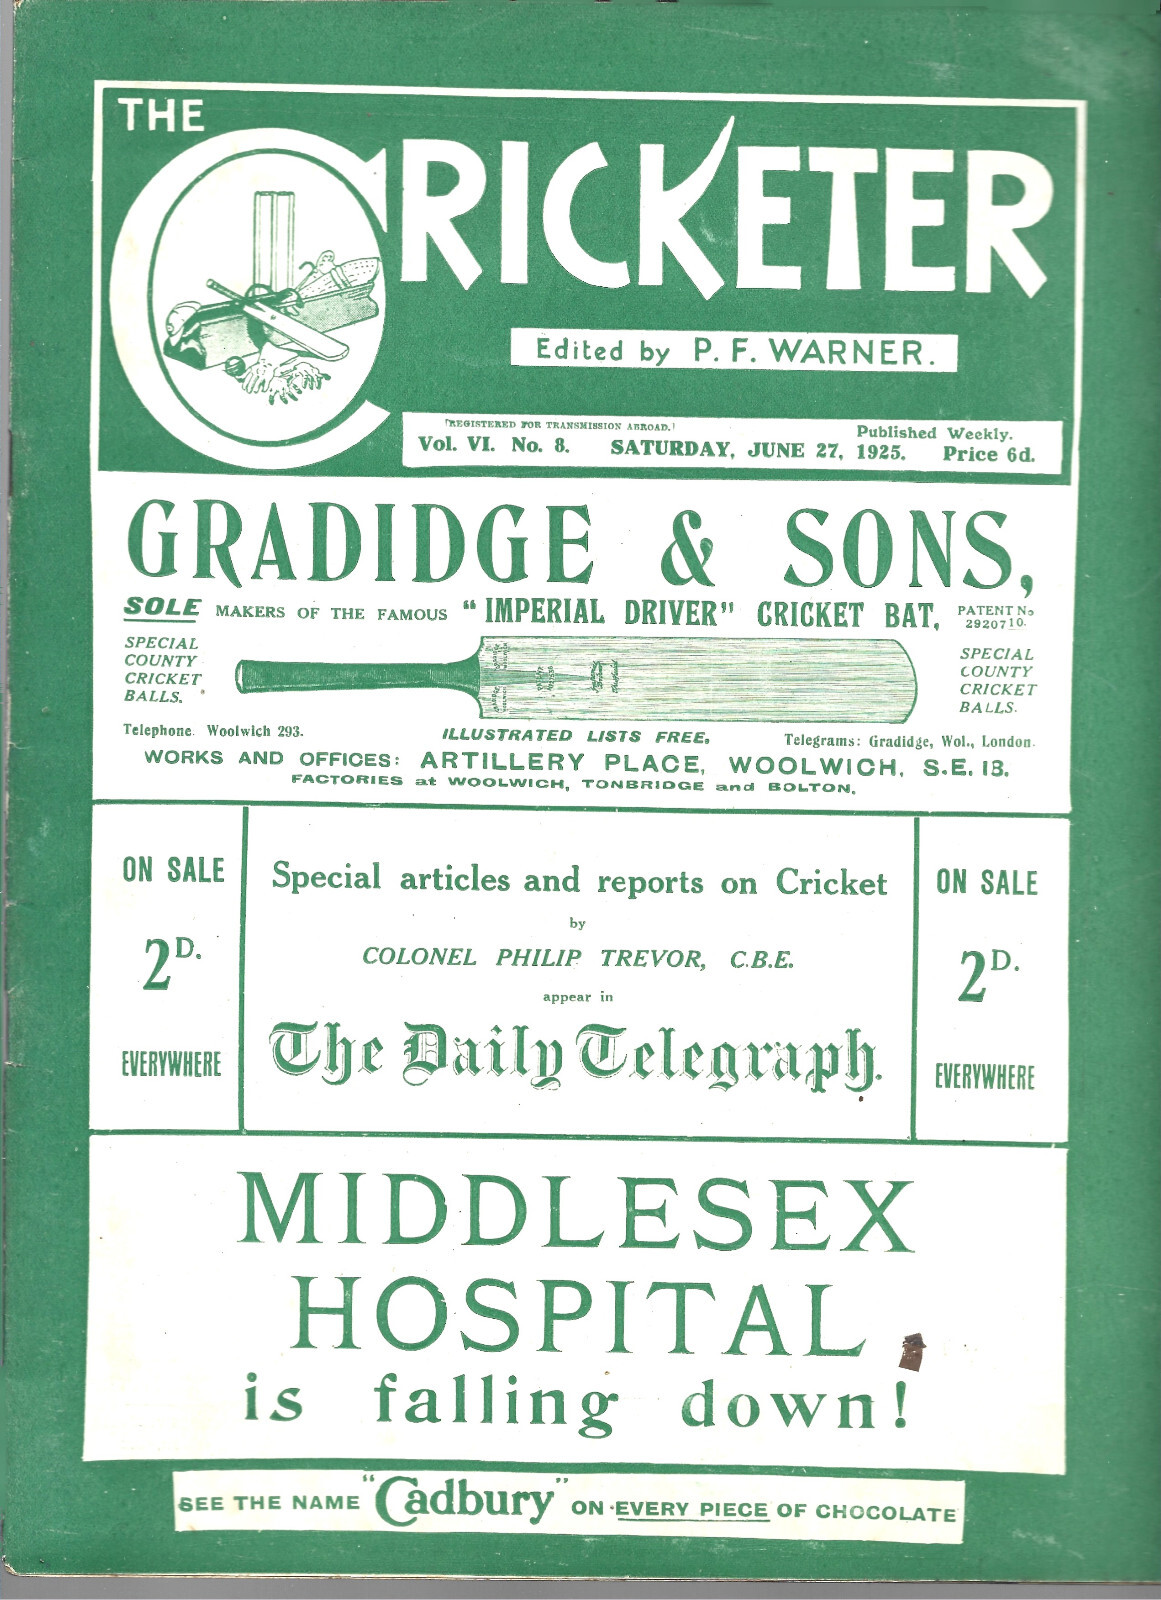 THE
CRICKETER
Edited by P. F. WARNER.
[REGISTERED FOR TRANSMISSION ABROAD.]
Published Weekly.
Vol. VI. No. 8. SATURDAY, JUNE 27, 1925. Price 6d.
GRADIDGE & SONS,
SOLE MAKERS OF THE FAMOUS "IMPERIAL DRIVER" CRICKET BAT, PATENT No
2920710.
SPECIAL
COUNTY
CRICKET
BALLS.
SPECIAL
COUNTY
CRICKET
BALLS.
Telephone. Woolwich 293.
ILLUSTRATED LISTS FREE.
Telegrams: Gradidge, Wol., London.
WORKS AND OFFICES: ARTILLERY PLACE, WOOLWICH, S.E. 18.
FACTORIES at WOOLWICH, TONBRIDGE and BOLTON.
ON SALE
2D.
EVERYWHERE
Special articles and reports on Cricket
by
COLONEL PHILIP TREVOR, C.B.E.
appear in
The Daily Telegraph.
ON SALE
2D.
EVERYWHERE
MIDDLESEX
HOSPITAL
is falling down!
SEE THE NAME "Cadbury" ON EVERY PIECE OF CHOCOLATE